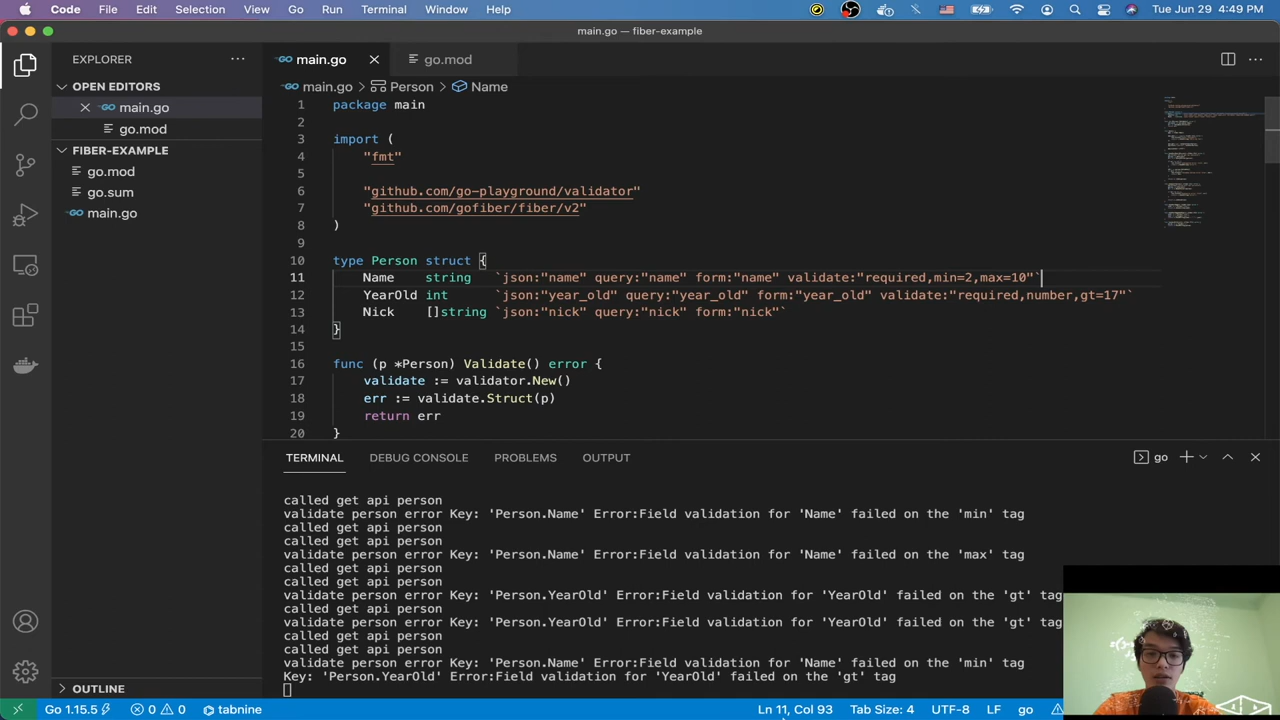 Code File Edit Selection View Go Run Terminal Window Help Tue Jun 29 4:49 PM
main.go — fiber-example
EXPLORER
OPEN EDITORS
main.go
go.mod
FIBER-EXAMPLE
go.mod
go.sum
main.go
OUTLINE
main.go
go.mod
main.go > Person > Name
1 package main
2
3 import (
4 "fmt"
5
6 "github.com/go-playground/validator"
7 "github.com/gofiber/fiber/v2"
8 )
9
10 type Person struct {
11 Name string `json:"name" query:"name" form:"name" validate:"required,min=2,max=10"`
12 YearOld int `json:"year_old" query:"year_old" form:"year_old" validate:"required,number,gt=17"`
13 Nick []string `json:"nick" query:"nick" form:"nick"`
14 }
15
16 func (p *Person) Validate() error {
17 validate := validator.New()
18 err := validate.Struct(p)
19 return err
20 }
TERMINAL DEBUG CONSOLE PROBLEMS OUTPUT
go
called get api person
validate person error Key: 'Person.Name' Error:Field validation for 'Name' failed on the 'min' tag
called get api person
called get api person
validate person error Key: 'Person.Name' Error:Field validation for 'Name' failed on the 'max' tag
called get api person
called get api person
validate person error Key: 'Person.YearOld' Error:Field validation for 'YearOld' failed on the 'gt' tag
called get api person
validate person error Key: 'Person.YearOld' Error:Field validation for 'YearOld' failed on the 'gt' tag
called get api person
called get api person
validate person error Key: 'Person.Name' Error:Field validation for 'Name' failed on the 'min' tag
Key: 'Person.YearOld' Error:Field validation for 'YearOld' failed on the 'gt' tag
Go 1.15.5 0 0 tabnine Ln 11, Col 93 Tab Size: 4 UTF-8 LF go